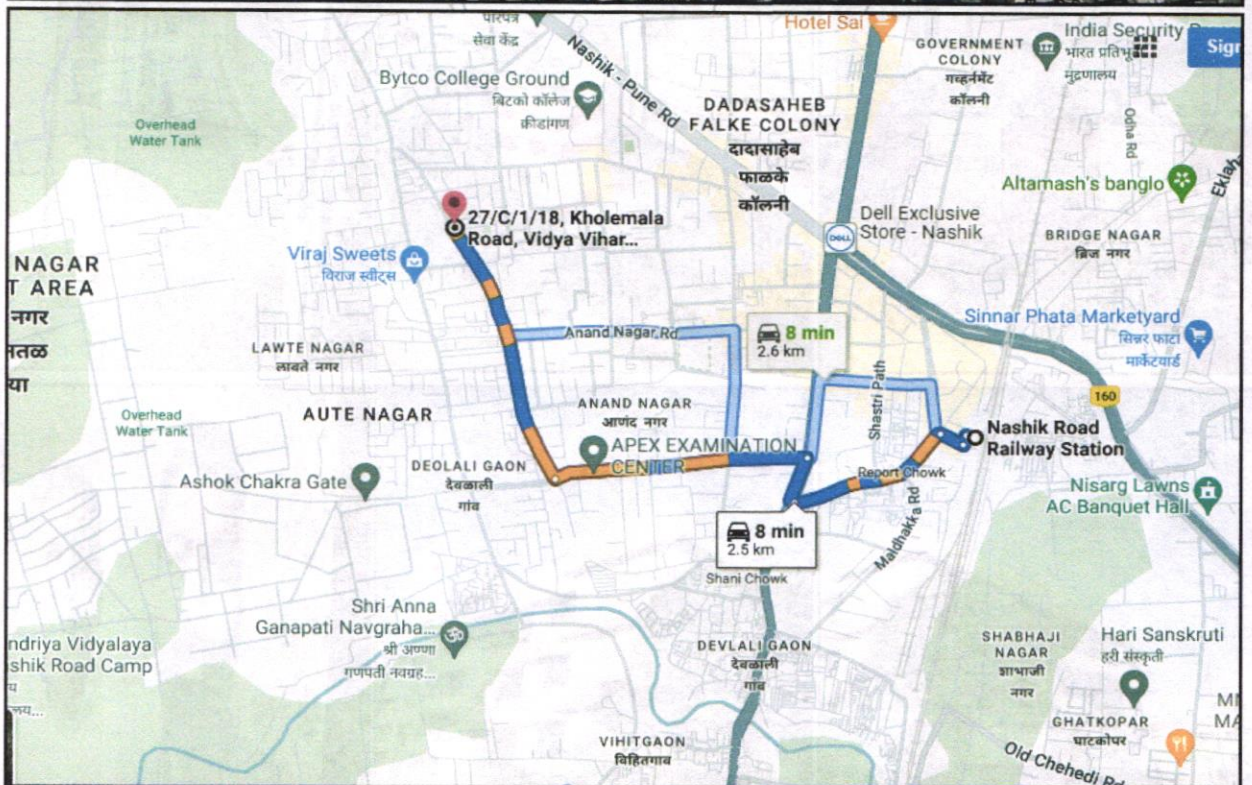 सेवा केंद्र
Hotel Sai
GOVERNMENT
COLONY
गव्हर्नमेंट
कॉलनी
India Security
भारत प्रतिभू
मुद्रणालय
Sign
Nashik - Pune Rd
Bytco College Ground
बिटको कॉलेज
क्रीडांगण
DADASAHEB
FALKE COLONY
दादासाहेब
फाळके
कॉलनी
Overhead
Water Tank
Odha Rd
Altamash's banglo
Eklah
27/C/1/18, Kholemala
Road, Vidya Vihar...
Dell Exclusive
Store - Nashik
DELL
BRIDGE NAGAR
ब्रिज नगर
Viraj Sweets
विराज स्वीट्स
NAGAR
T AREA
नगर
तळ
या
Sinnar Phata Marketyard
सिन्नर फाटा
मार्केटयार्ड
8 min
2.6 km
Anand Nagar Rd
LAWTE NAGAR
लावते नगर
Shastri Path
160
ANAND NAGAR
आणंद नगर
AUTE NAGAR
Overhead
Water Tank
Nashik Road
Railway Station
APEX EXAMINATION
CENTER
DEOLALI GAON
देवळाली
गांव
Report Chowk
Ashok Chakra Gate
Nisarg Lawns
AC Banquet Hall
Maldhakka Rd
8 min
2.5 km
Shani Chowk
Shri Anna
Ganapati Navgraha...
श्री अण्णा
गणपती नवग्रह...
ndriya Vidyalaya
shik Road Camp
य
लय...
DEVLALI GAON
देवळाली
गाव
SHABHAJI
NAGAR
शाभाजी
नगर
Hari Sanskruti
हरी संस्कृती
GHATKOPAR
घाटकोपर
MI
MA
VIHITGAON
विहितगाव
Old Chehedi Rd